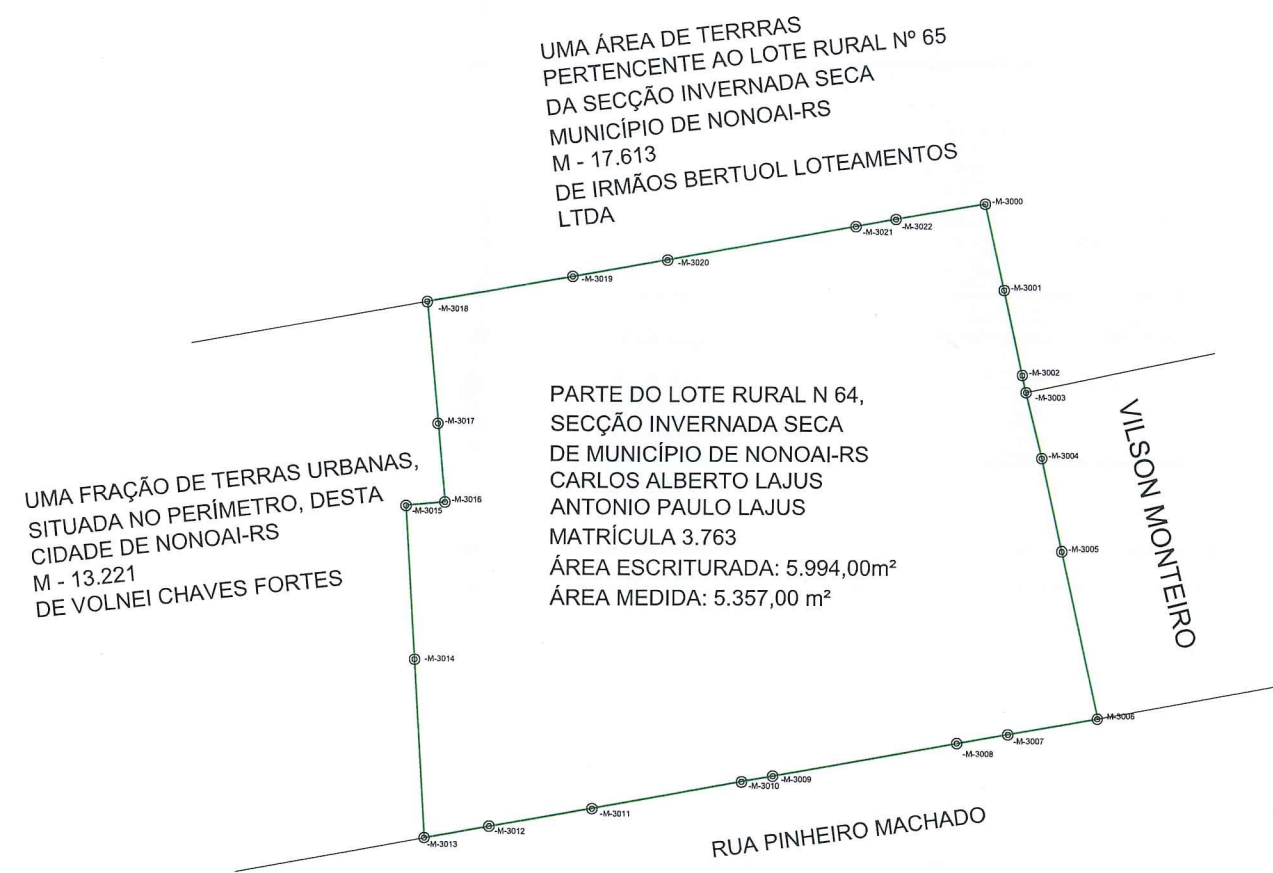 UMA ÁREA DE TERRRAS
PERTENCENTE AO LOTE RURAL Nº 65
DA SECÇÃO INVERNADA SECA
MUNICÍPIO DE NONOAI-RS
M - 17.613
DE IRMÃOS BERTUOL LOTEAMENTOS
LTDA
-M-3000
-M-3022
-M-3021
-M-3020
-M-3019
-M-3018
-M-3001
-M-3002
-M-3003
-M-3004
-M-3005
-M-3006
-M-3017
-M-3016
-M-3015
-M-3014
PARTE DO LOTE RURAL N 64,
SECÇÃO INVERNADA SECA
DE MUNICÍPIO DE NONOAI-RS
CARLOS ALBERTO LAJUS
ANTONIO PAULO LAJUS
MATRÍCULA 3.763
ÁREA ESCRITURADA: 5.994,00m²
ÁREA MEDIDA: 5.357,00 m²
VILSON MONTEIRO
UMA FRAÇÃO DE TERRAS URBANAS,
SITUADA NO PERÍMETRO, DESTA
CIDADE DE NONOAI-RS
M - 13.221
DE VOLNEI CHAVES FORTES
-M-3007
-M-3008
-M-3009
-M-3010
-M-3011
-M-3012
-M-3013
RUA PINHEIRO MACHADO